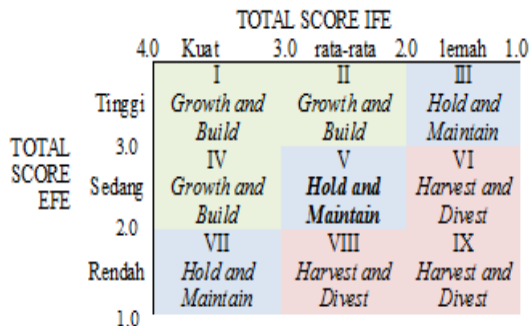 TOTAL SCORE IFE
4.0 Kuat 3.0 rata-rata 2.0 lemah 1.0
I II III
Tinggi Growth and Growth and Hold and
Build Build Maintain
3.0
TOTAL SCORE EFE
IV V VI
Sedang Growth and Hold and Harvest and
Build Maintain Divest
2.0
VII VIII IX
Rendah Hold and Harvest and Harvest and
Maintain Divest Divest
1.0